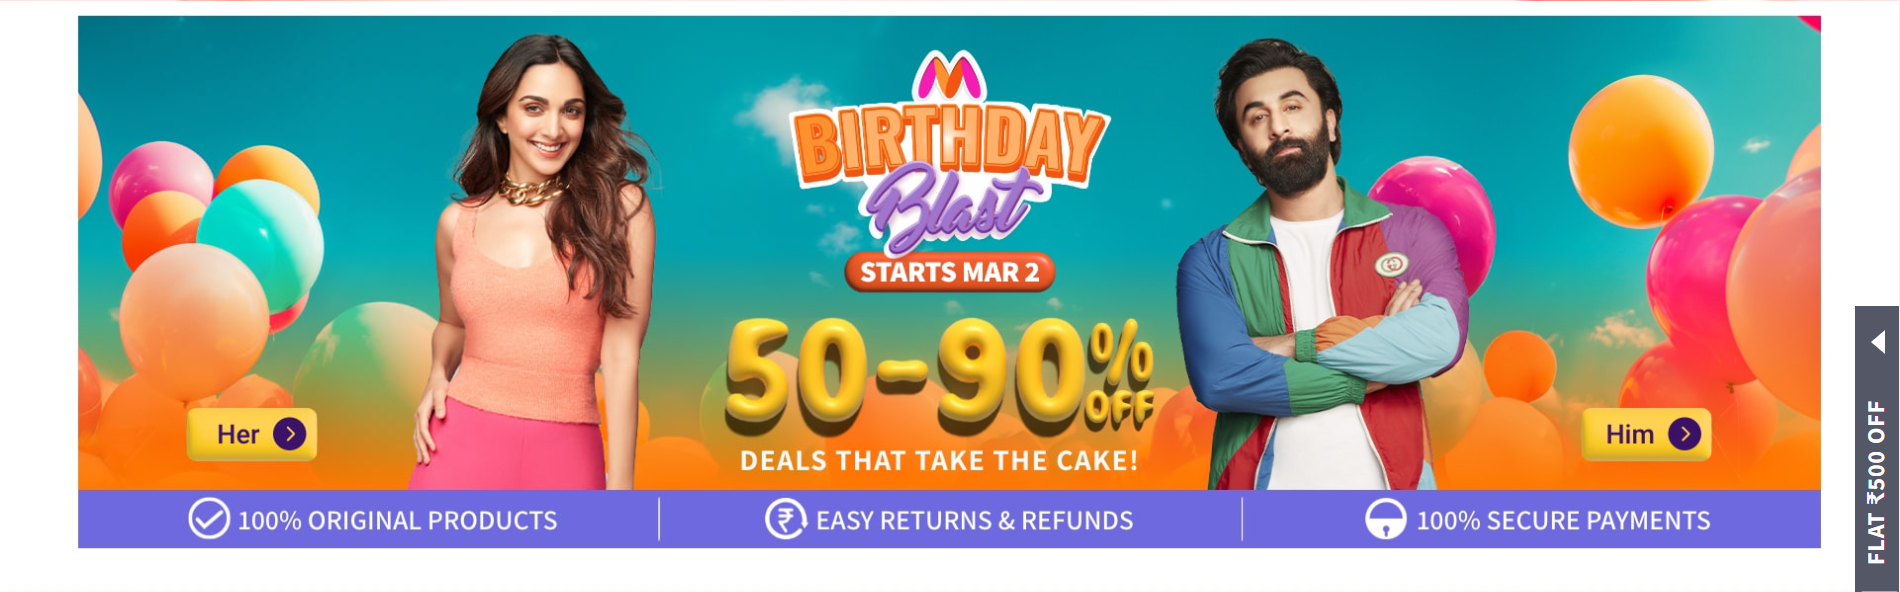 BIRTHDAY
Blast
STARTS MAR 2
50-90% OFF
DEALS THAT TAKE THE CAKE!
Her
Him
100% ORIGINAL PRODUCTS
EASY RETURNS & REFUNDS
100% SECURE PAYMENTS
FLAT ₹500 OFF